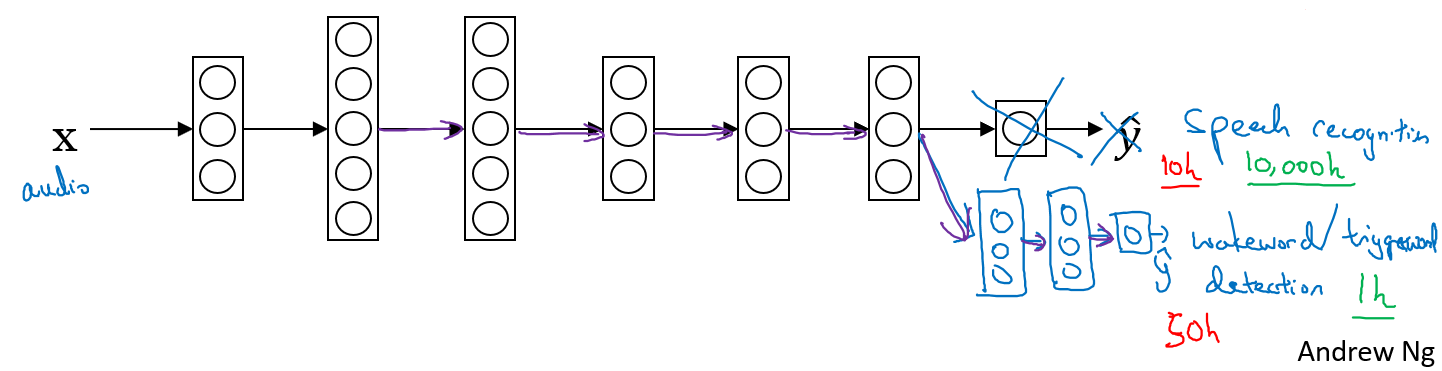 x
audio
ŷ
Speech recognition
10h 10,000h
wakeword/triggerword
ŷ
detection
1h
50h
Andrew Ng